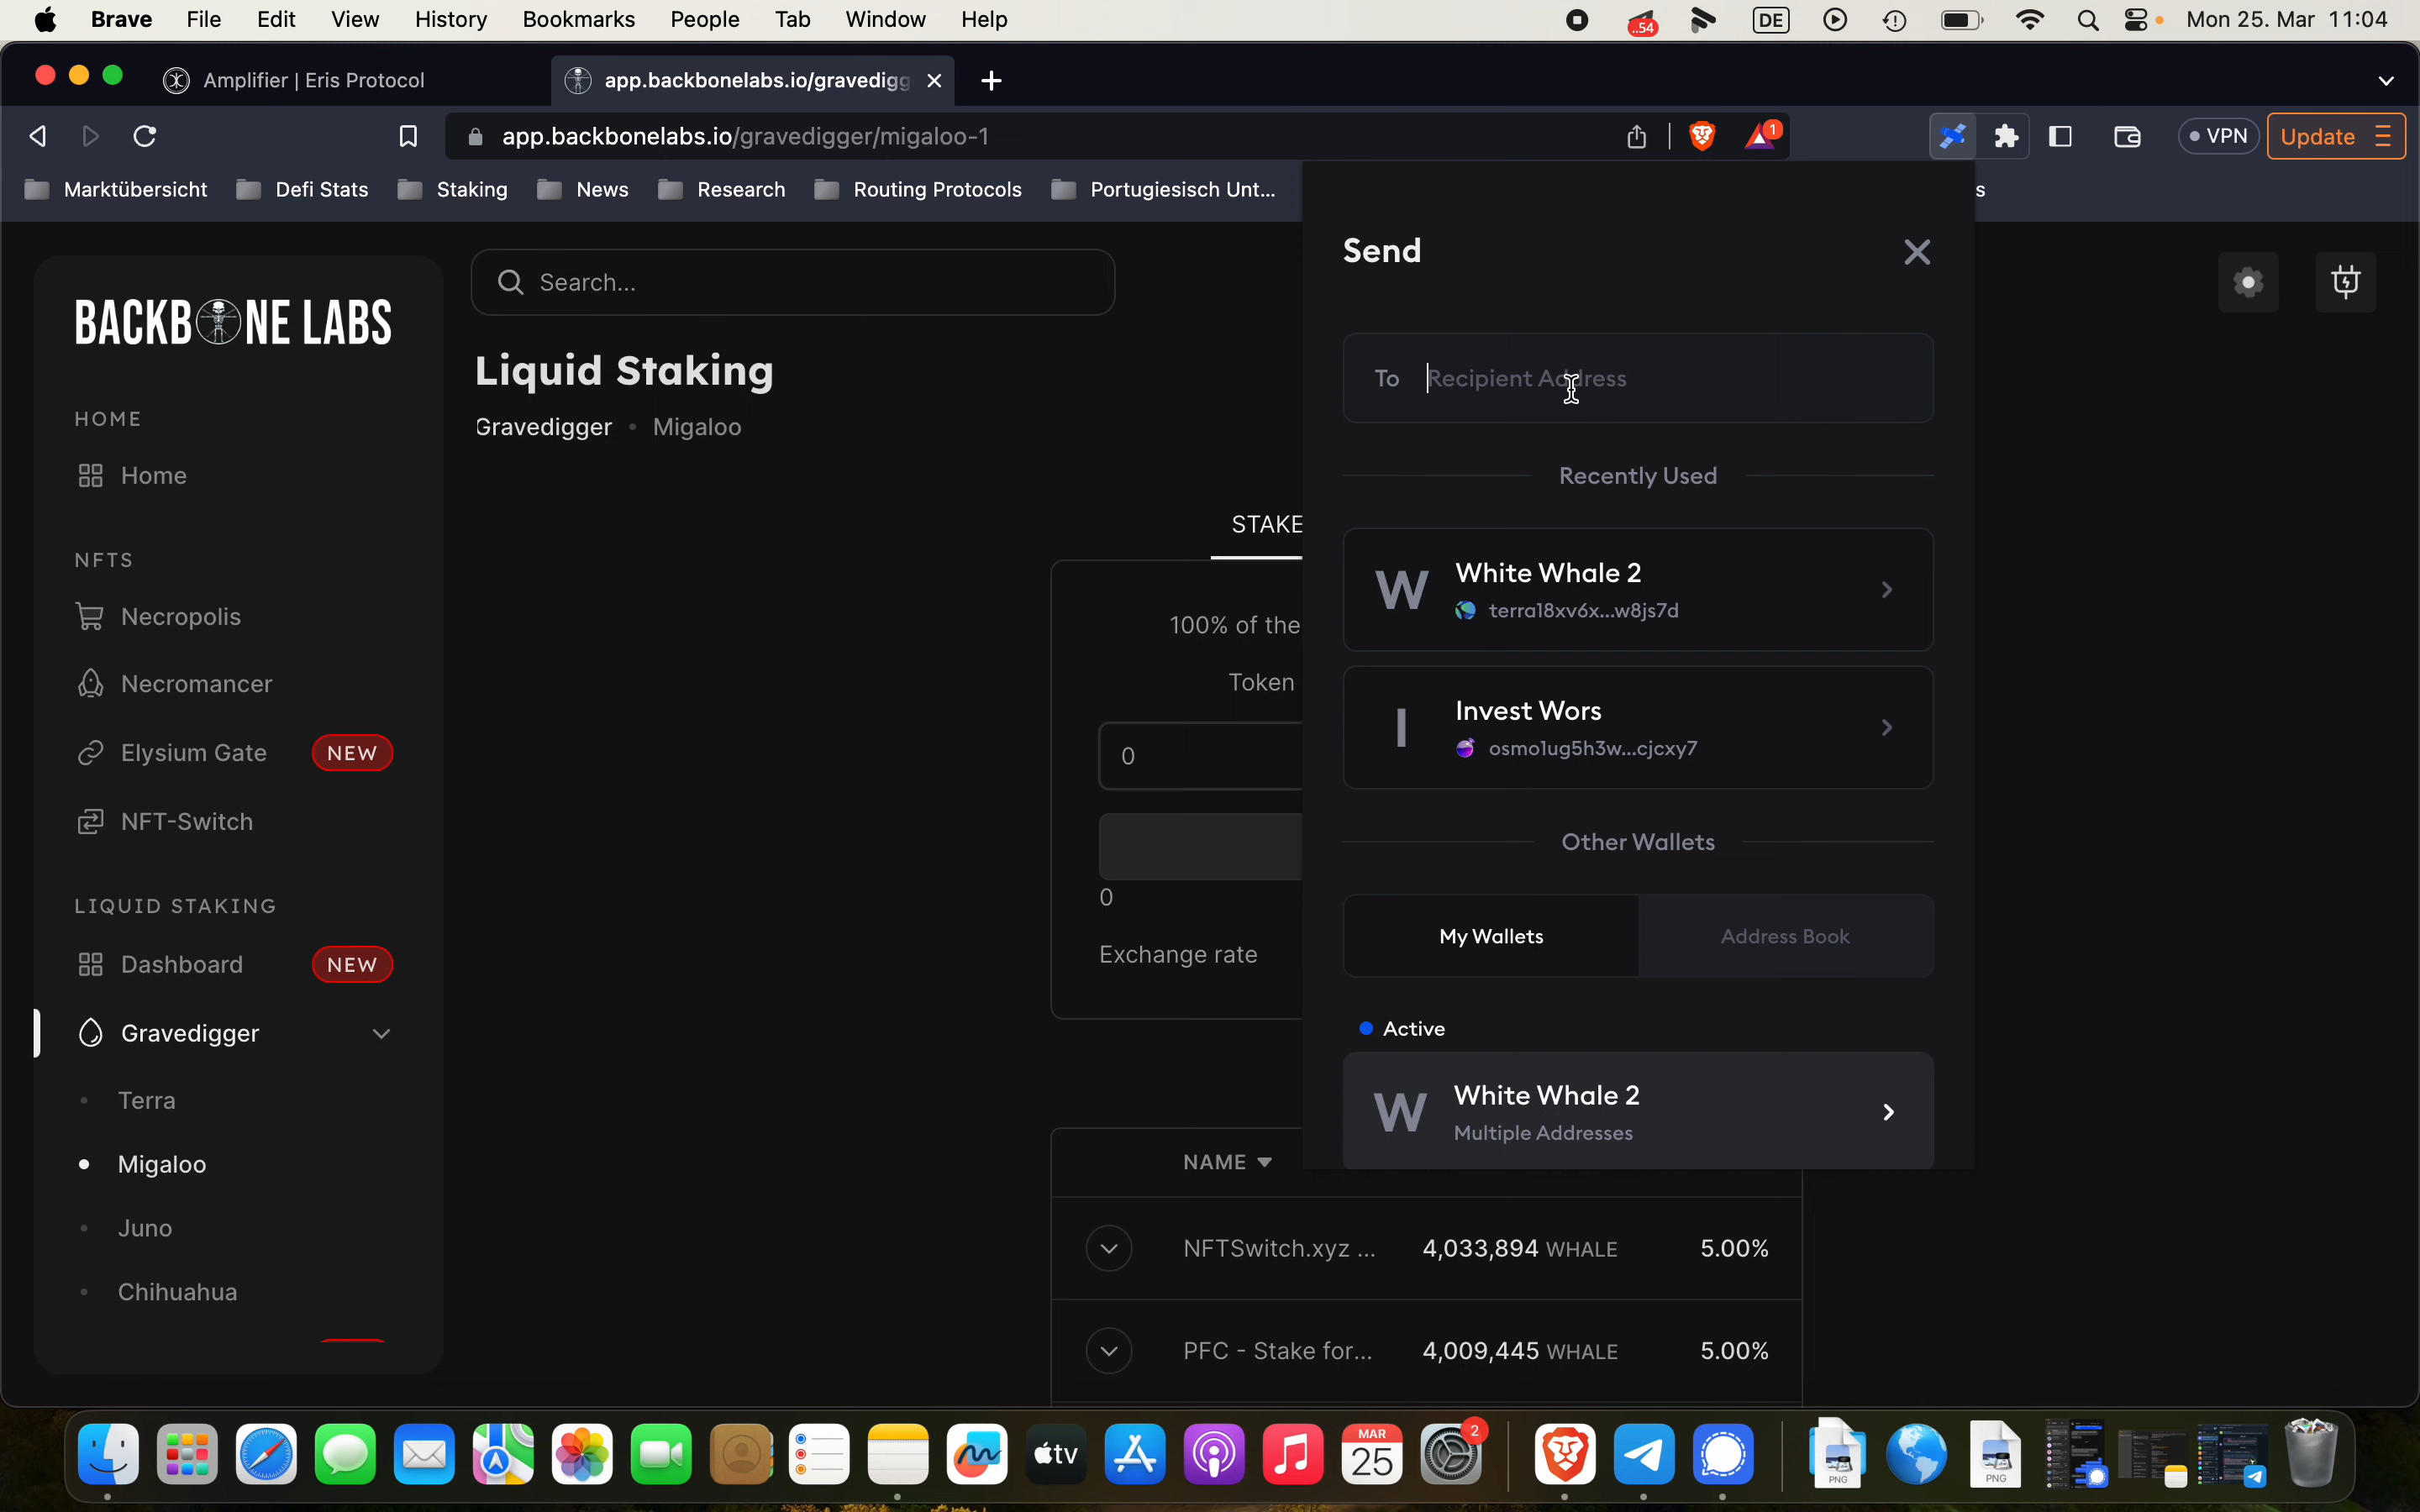 Brave File Edit View History Bookmarks People Tab Window Help
..54
DE
Mon 25. Mar 11:04
Amplifier | Eris Protocol
app.backbonelabs.io/gravedigg
app.backbonelabs.io/gravedigger/migaloo-1
1
VPN
Update
Marktübersicht
Defi Stats
Staking
News
Research
Routing Protocols
Portugiesisch Unt...
s
BACKBONE LABS
HOME
Home
NFTS
Necropolis
Necromancer
Elysium Gate NEW
NFT-Switch
LIQUID STAKING
Dashboard NEW
Gravedigger
Terra
Migaloo
Juno
Chihuahua
Search...
Liquid Staking
Gravedigger • Migaloo
STAKE
100% of the
Token
0
0
Exchange rate
NAME
NFTSwitch.xyz ... 4,033,894 WHALE 5.00%
PFC - Stake for... 4,009,445 WHALE 5.00%
Send
To Recipient Address
Recently Used
W
White Whale 2
terra18xv6x...w8js7d
I
Invest Wors
osmo1ug5h3w...cjcxy7
Other Wallets
My Wallets
Address Book
Active
W
White Whale 2
Multiple Addresses
tv
MAR
25
2
PNG
PNG